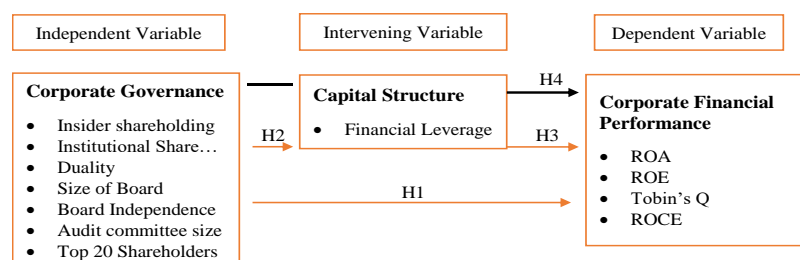 Independent Variable
Intervening Variable
Dependent Variable
Corporate Governance
• Insider shareholding
• Institutional Share…
• Duality
• Size of Board
• Board Independence
• Audit committee size
• Top 20 Shareholders
H2
Capital Structure
• Financial Leverage
H4
H3
H1
Corporate Financial
Performance
• ROA
• ROE
• Tobin’s Q
• ROCE